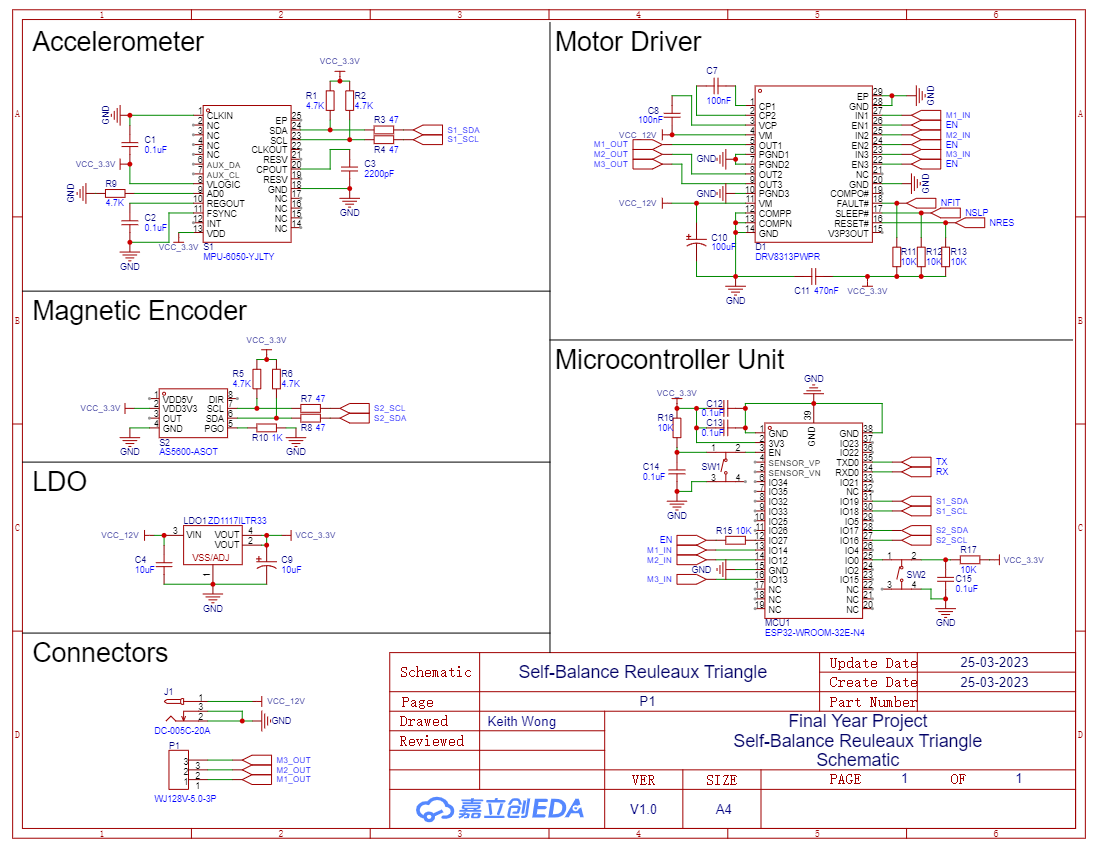 1 2 3 4 5 6
A B C D
Accelerometer
VCC_3.3V
R1
4.7K
R2
4.7K
GND
C1
0.1uF
VCC_3.3V
GND
R9
4.7K
C2
0.1uF
GND
VCC_3.3V
1 CLKIN
2 NC
3 NC
4 NC
5 NC
6 AUX_DA
7 AUX_CL
8 VLOGIC
9 AD0
10 REGOUT
11 FSYNC
12 INT
13 VDD
EP 25
SDA 24
SCL 23
CLKOUT 22
RESV 21
CPOUT 20
RESV 19
GND 18
NC 17
NC 16
NC 15
NC 14
S1
MPU-6050-YJLTY
R3 47
R4 47
S1_SDA
S1_SCL
C3
2200pF
GND
Magnetic Encoder
VCC_3.3V
R5
4.7K
R6
4.7K
VCC_3.3V
1 VDD5V
2 VDD3V3
3 OUT
4 GND
DIR 8
SCL 7
SDA 6
PGO 5
S2
AS5600-ASOT
GND
R7 47
R8 47
R10 1K
GND
S2_SCL
S2_SDA
LDO
LDO1 ZD1117ILTR33
VCC_12V
3 VIN
VOUT 4
VOUT 2
VSS/ADJ
1
VCC_3.3V
C4
10uF
C9
10uF
GND
Connectors
J1
1
3
2
VCC_12V
GND
DC-005C-20A
P1
3 3
2 2
1 1
M3_OUT
M2_OUT
M1_OUT
WJ128V-5.0-3P
Motor Driver
C7
100nF
C8
100nF
VCC_12V
M1_OUT
M2_OUT
M3_OUT
GND
GND
VCC_12V
C10
100uF
GND
C11 470nF
VCC_3.3V
1 CP1
2 CP2
3 VCP
4 VM
5 OUT1
6 PGND1
7 PGND2
8 OUT2
9 OUT3
10 PGND3
11 VM
12 COMPP
13 COMPN
14 GND
EP 29
GND 28
IN1 27
EN1 26
IN2 25
EN2 24
IN3 23
EN3 22
NC 21
GND 20
COMPO# 19
FAULT# 18
SLEEP# 17
RESET# 16
V3P3OUT 15
D1
DRV8313PWPR
GND
M1_IN
EN
M2_IN
EN
M3_IN
EN
GND
NFIT
NSLP
NRES
R11
10K
R12
10K
R13
10K
Microcontroller Unit
VCC_3.3V
GND
R16
10K
C12
0.1uF
C13
0.1uF
C14
0.1uF
GND
SW1
1 2
3 4
39
GND
1 GND
2 3V3
3 EN
4 SENSOR_VP
5 SENSOR_VN
6 IO34
7 IO35
8 IO32
9 IO33
10 IO25
11 IO26
12 IO27
13 IO14
14 IO12
15 GND
16 IO13
17 NC
18 NC
19 NC
GND 38
IO23 37
IO22 36
TXD0 35
RXD0 34
IO21 33
NC 32
IO19 31
IO18 30
IO5 29
IO17 28
IO16 27
IO4 26
IO0 25
IO2 24
IO15 23
NC 22
NC 21
NC 20
MCU1
ESP32-WROOM-32E-N4
R15 10K
EN
M1_IN
M2_IN
GND
M3_IN
TX
RX
S1_SDA
S1_SCL
S2_SDA
S2_SCL
1 2
SW2
3 4
R17
10K
VCC_3.3V
C15
0.1uF
GND
Schematic
Self-Balance Reuleaux Triangle
Update Date 25-03-2023
Create Date 25-03-2023
Page P1
Part Number
Drawed Keith Wong
Reviewed
Final Year Project
Self-Balance Reuleaux Triangle
Schematic
VER SIZE PAGE 1 OF 1
V1.0 A4
嘉立创EDA
A B C D
1 2 3 4 5 6